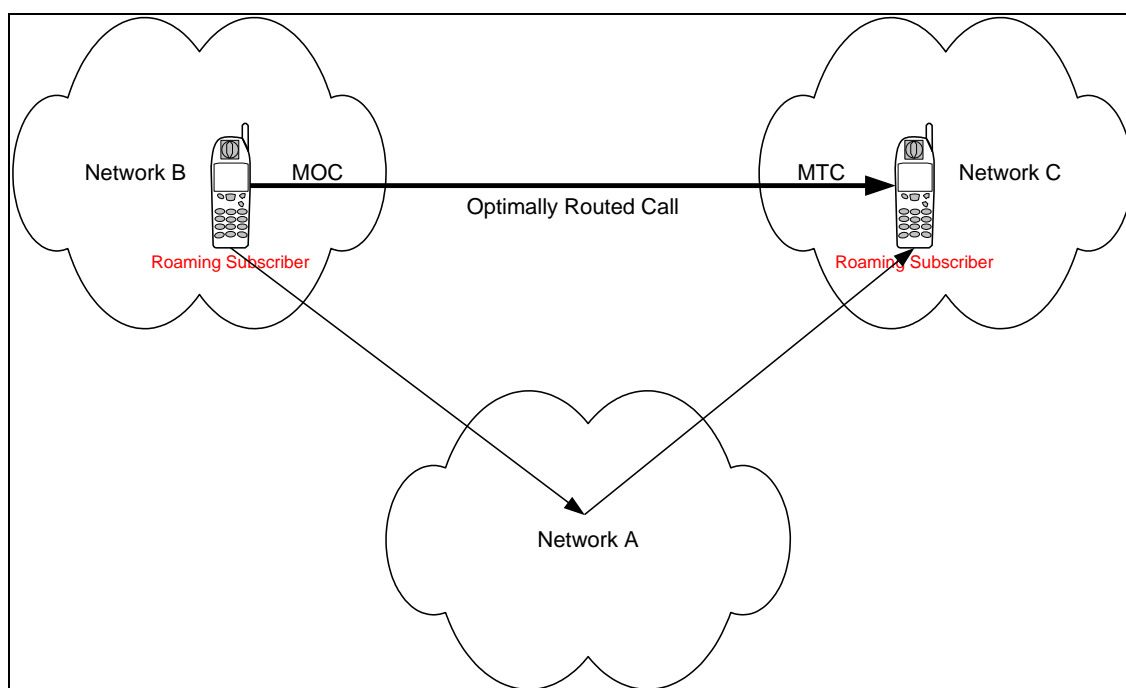 Network B
MOC
MTC
Network C
Optimally Routed Call
Roaming Subscriber
Roaming Subscriber
Network A